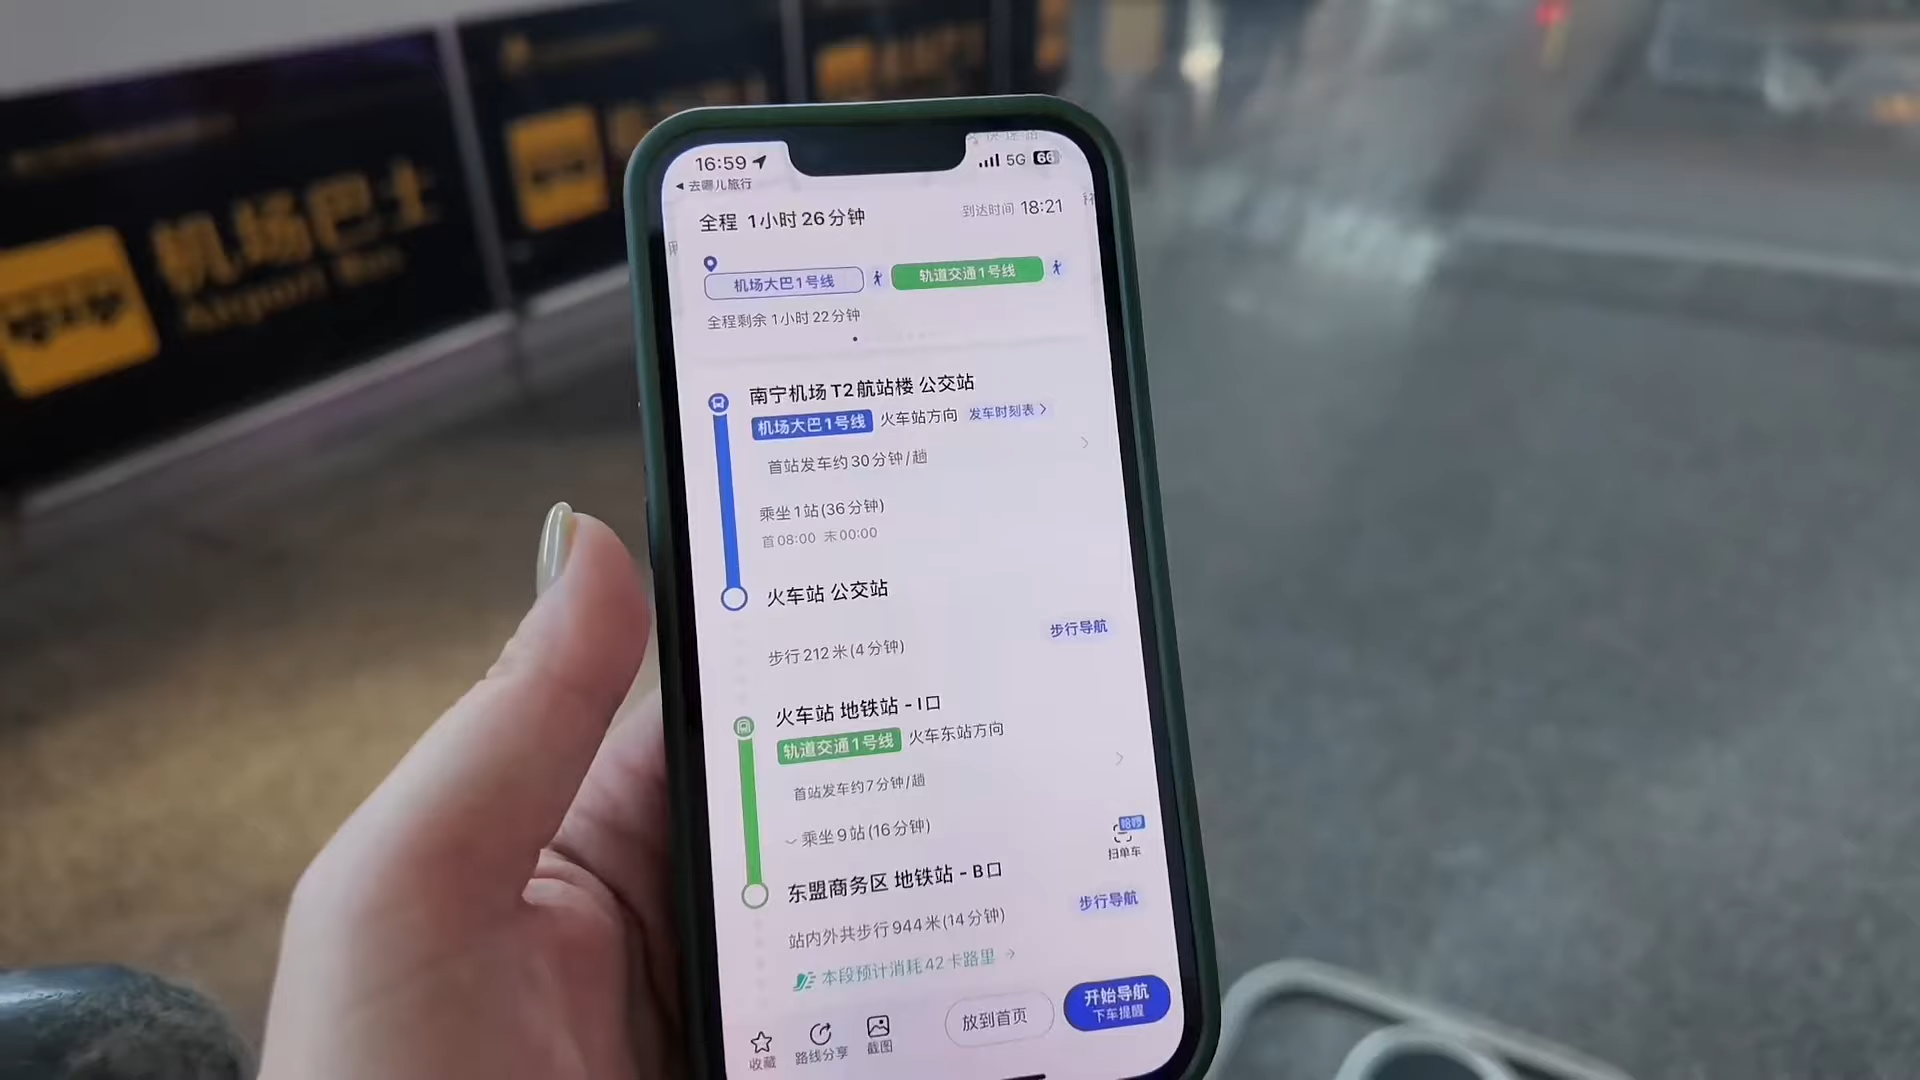 机场巴士
Airport Bus
16:59
5G
66
去哪儿旅行
全程 1小时26分钟
到达时间 18:21
机场大巴1号线
轨道交通1号线
全程剩余 1小时22分钟
南宁机场T2航站楼 公交站
机场大巴1号线 火车站方向 发车时刻表
首站发车约30分钟/趟
乘坐1站(36分钟)
首08:00 末00:00
火车站 公交站
步行212米(4分钟)
步行导航
火车站 地铁站 - I口
轨道交通1号线 火车东站方向
首站发车约7分钟/趟
乘坐9站(16分钟)
哈啰
扫单车
东盟商务区 地铁站 - B口
站内外共步行944米(14分钟)
步行导航
本段预计消耗42卡路里
收藏
路线分享
截图
放到首页
开始导航
下车提醒